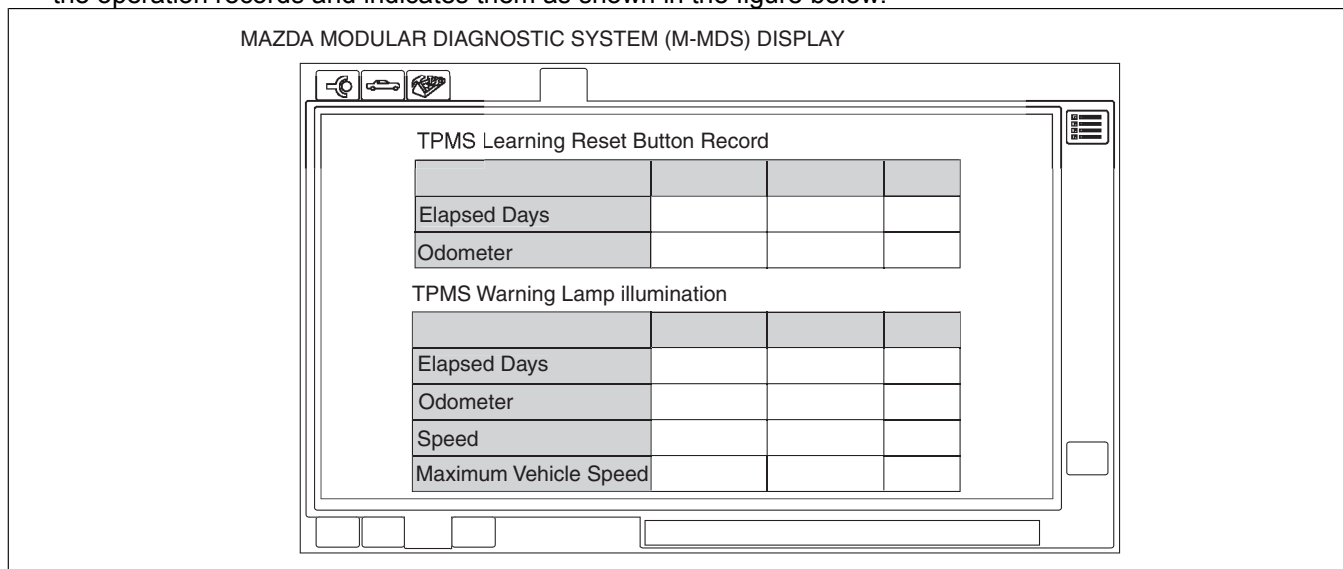 the operation records and indicates them as shown in the figure below.
MAZDA MODULAR DIAGNOSTIC SYSTEM (M-MDS) DISPLAY
TPMS Learning Reset Button Record
Elapsed Days
Odometer
TPMS Warning Lamp illumination
Elapsed Days
Odometer
Speed
Maximum Vehicle Speed